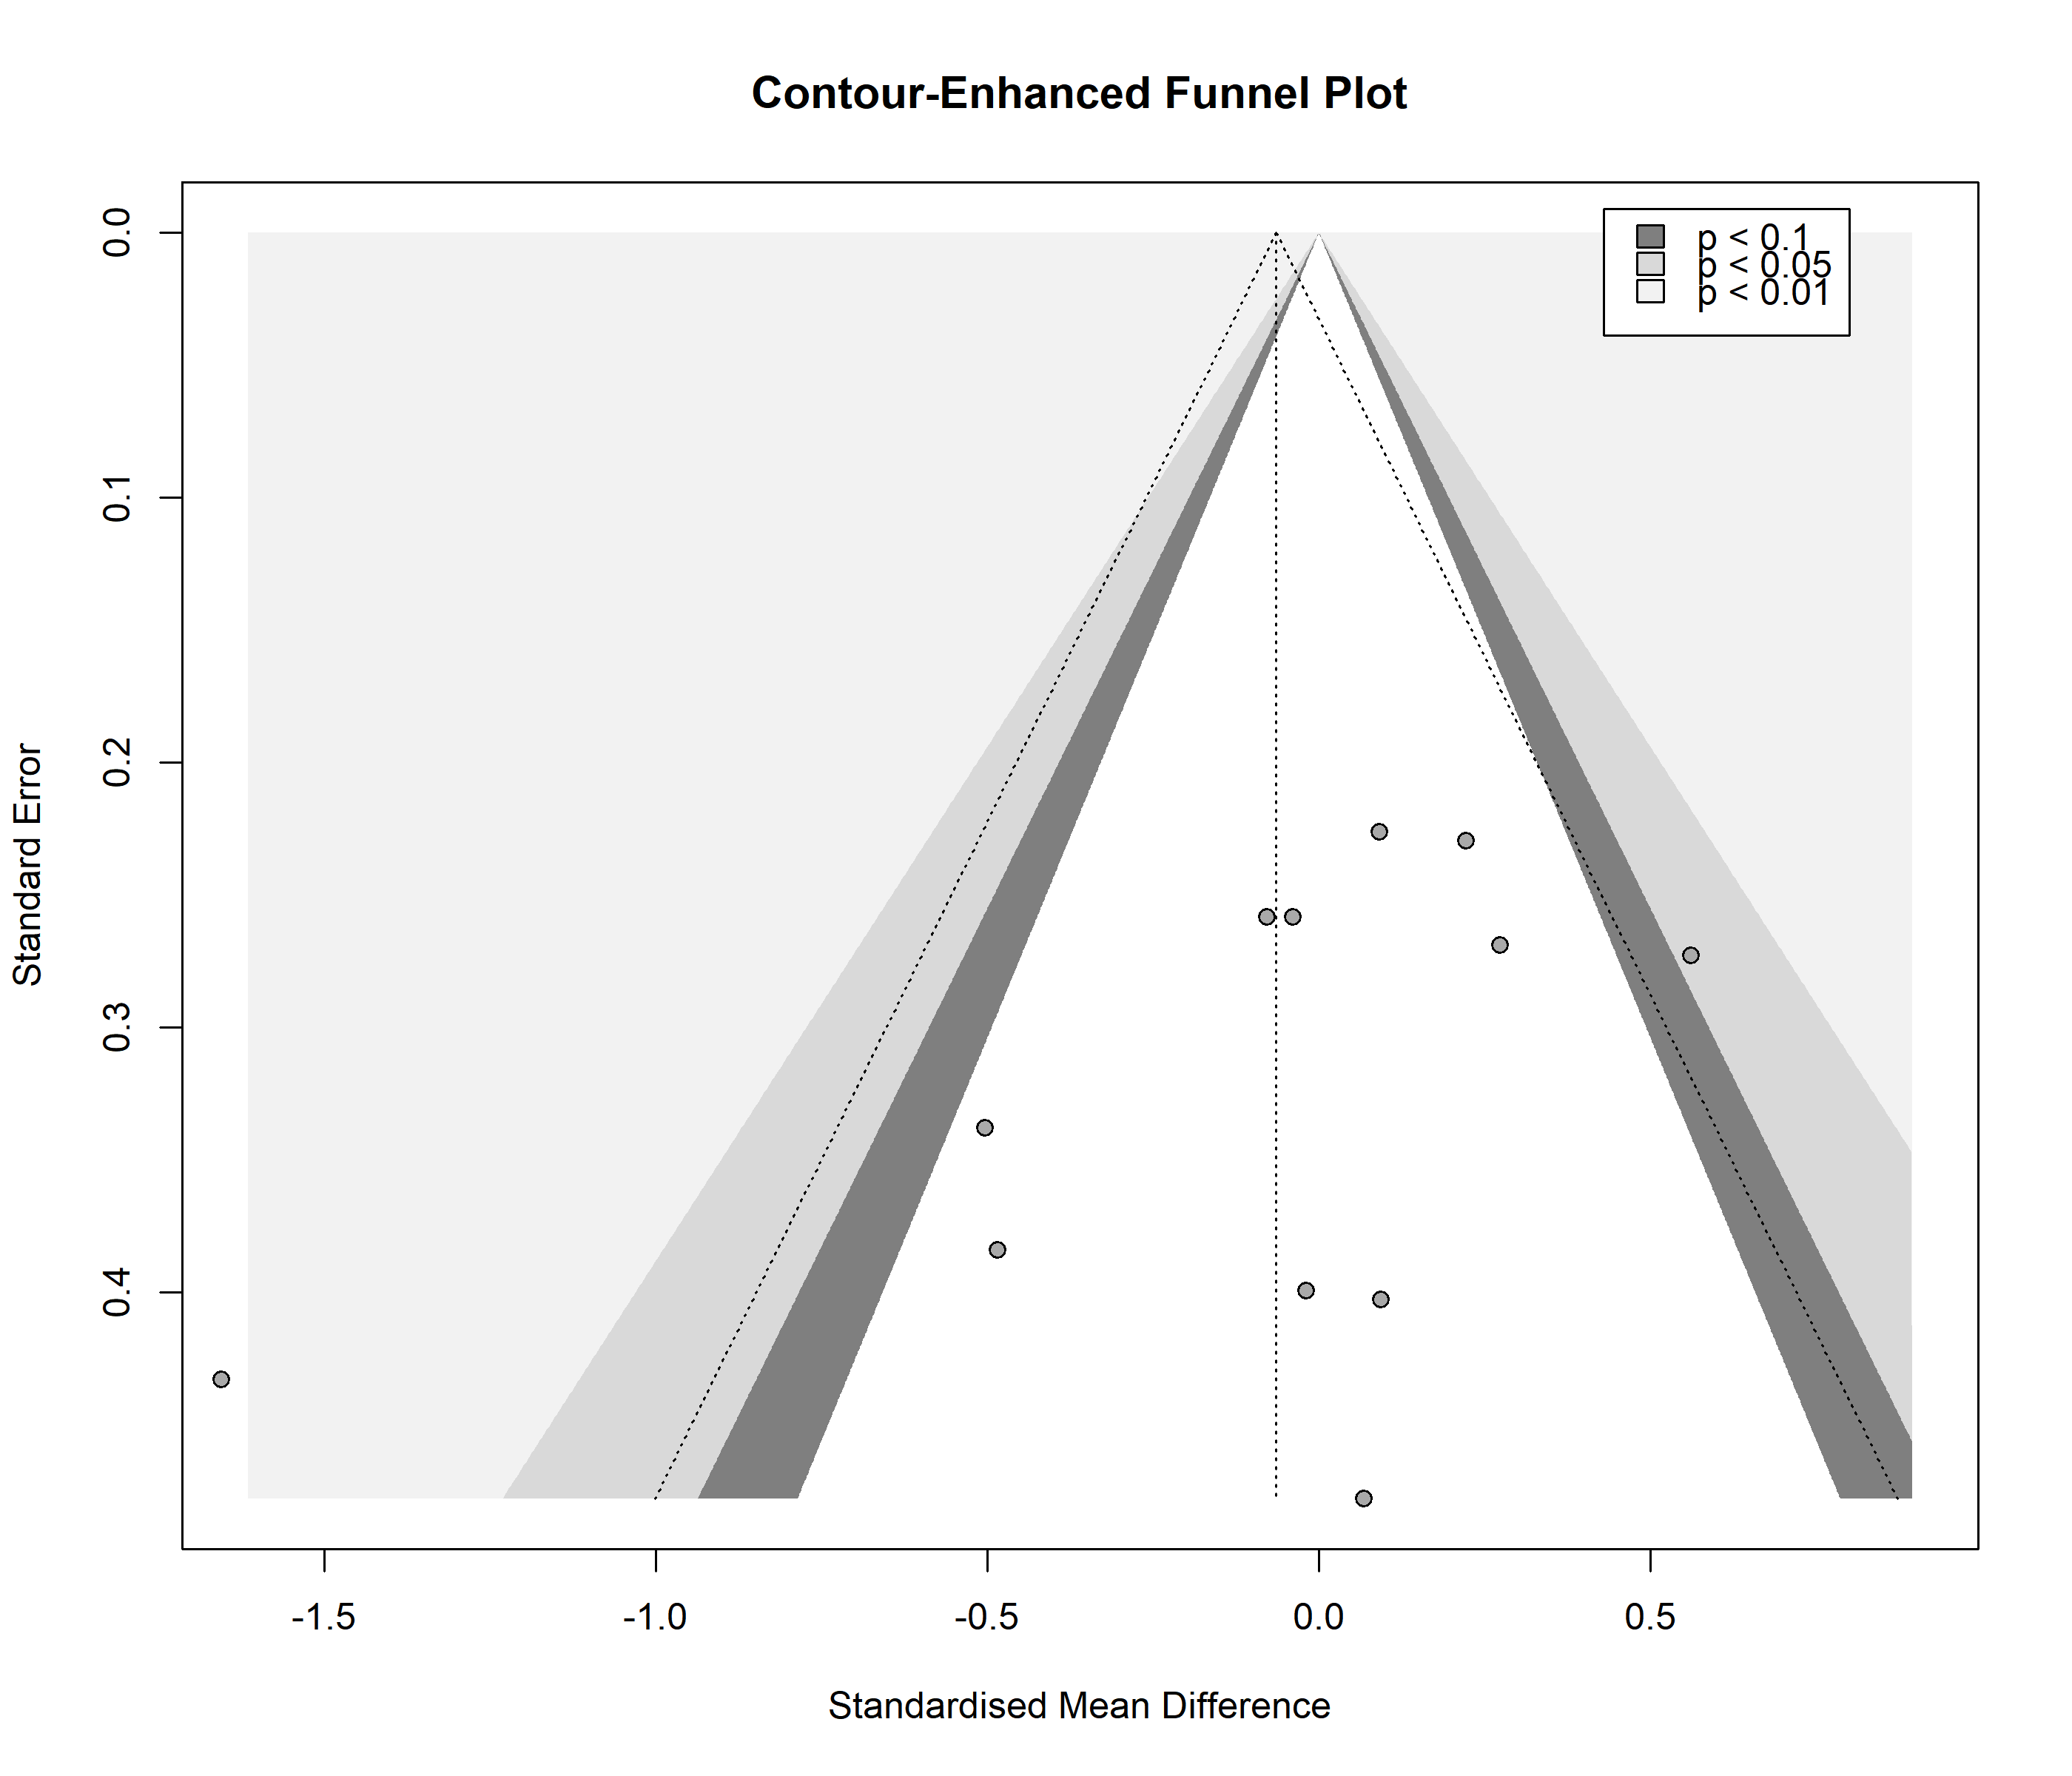 Contour-Enhanced Funnel Plot
p < 0.1
p < 0.05
p < 0.01
0.0
0.1
0.2
0.3
0.4
Standard Error
-1.5
-1.0
-0.5
0.0
0.5
Standardised Mean Difference